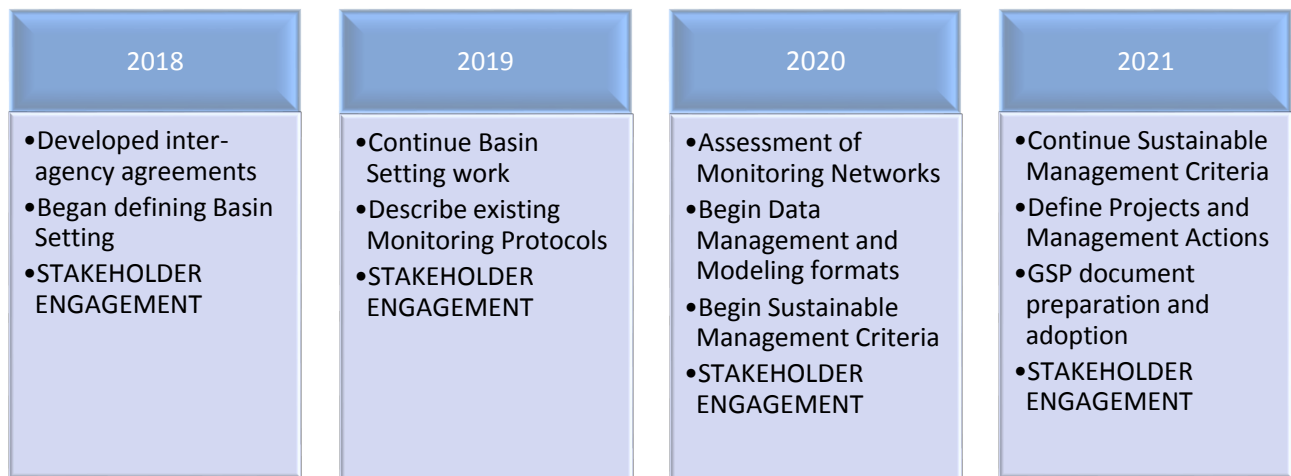 2018
•Developed inter-
agency agreements
•Began defining Basin
Setting
•STAKEHOLDER
ENGAGEMENT
2019
•Continue Basin
Setting work
•Describe existing
Monitoring Protocols
•STAKEHOLDER
ENGAGEMENT
2020
•Assessment of
Monitoring Networks
•Begin Data
Management and
Modeling formats
•Begin Sustainable
Management Criteria
•STAKEHOLDER
ENGAGEMENT
2021
•Continue Sustainable
Management Criteria
•Define Projects and
Management Actions
•GSP document
preparation and
adoption
•STAKEHOLDER
ENGAGEMENT